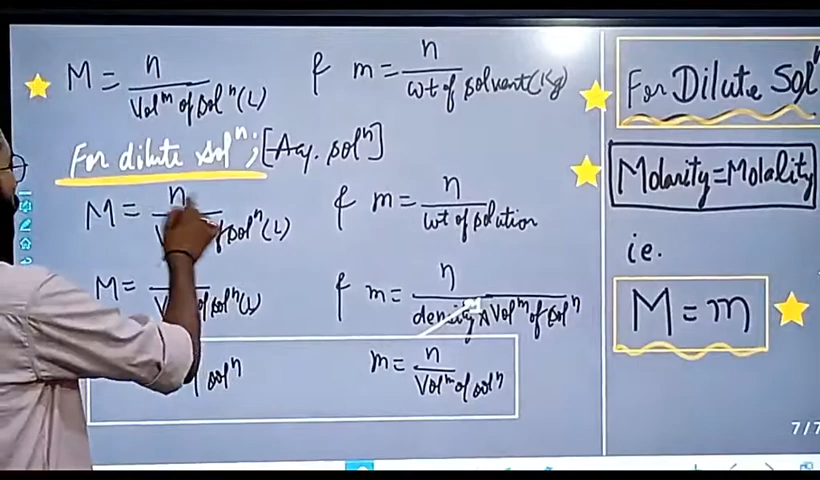 M = n / Volm of soln (L) & m = n / wt of solvent (Kg)
For dilute soln; [Aq. soln]
M = n / of soln (L) & m = n / wt of solution
M = of soln & m = n / density x Volm of soln
soln m = n / Volm of soln
For Dilute Soln
Molarity = Molality
ie.
M = m
7/7